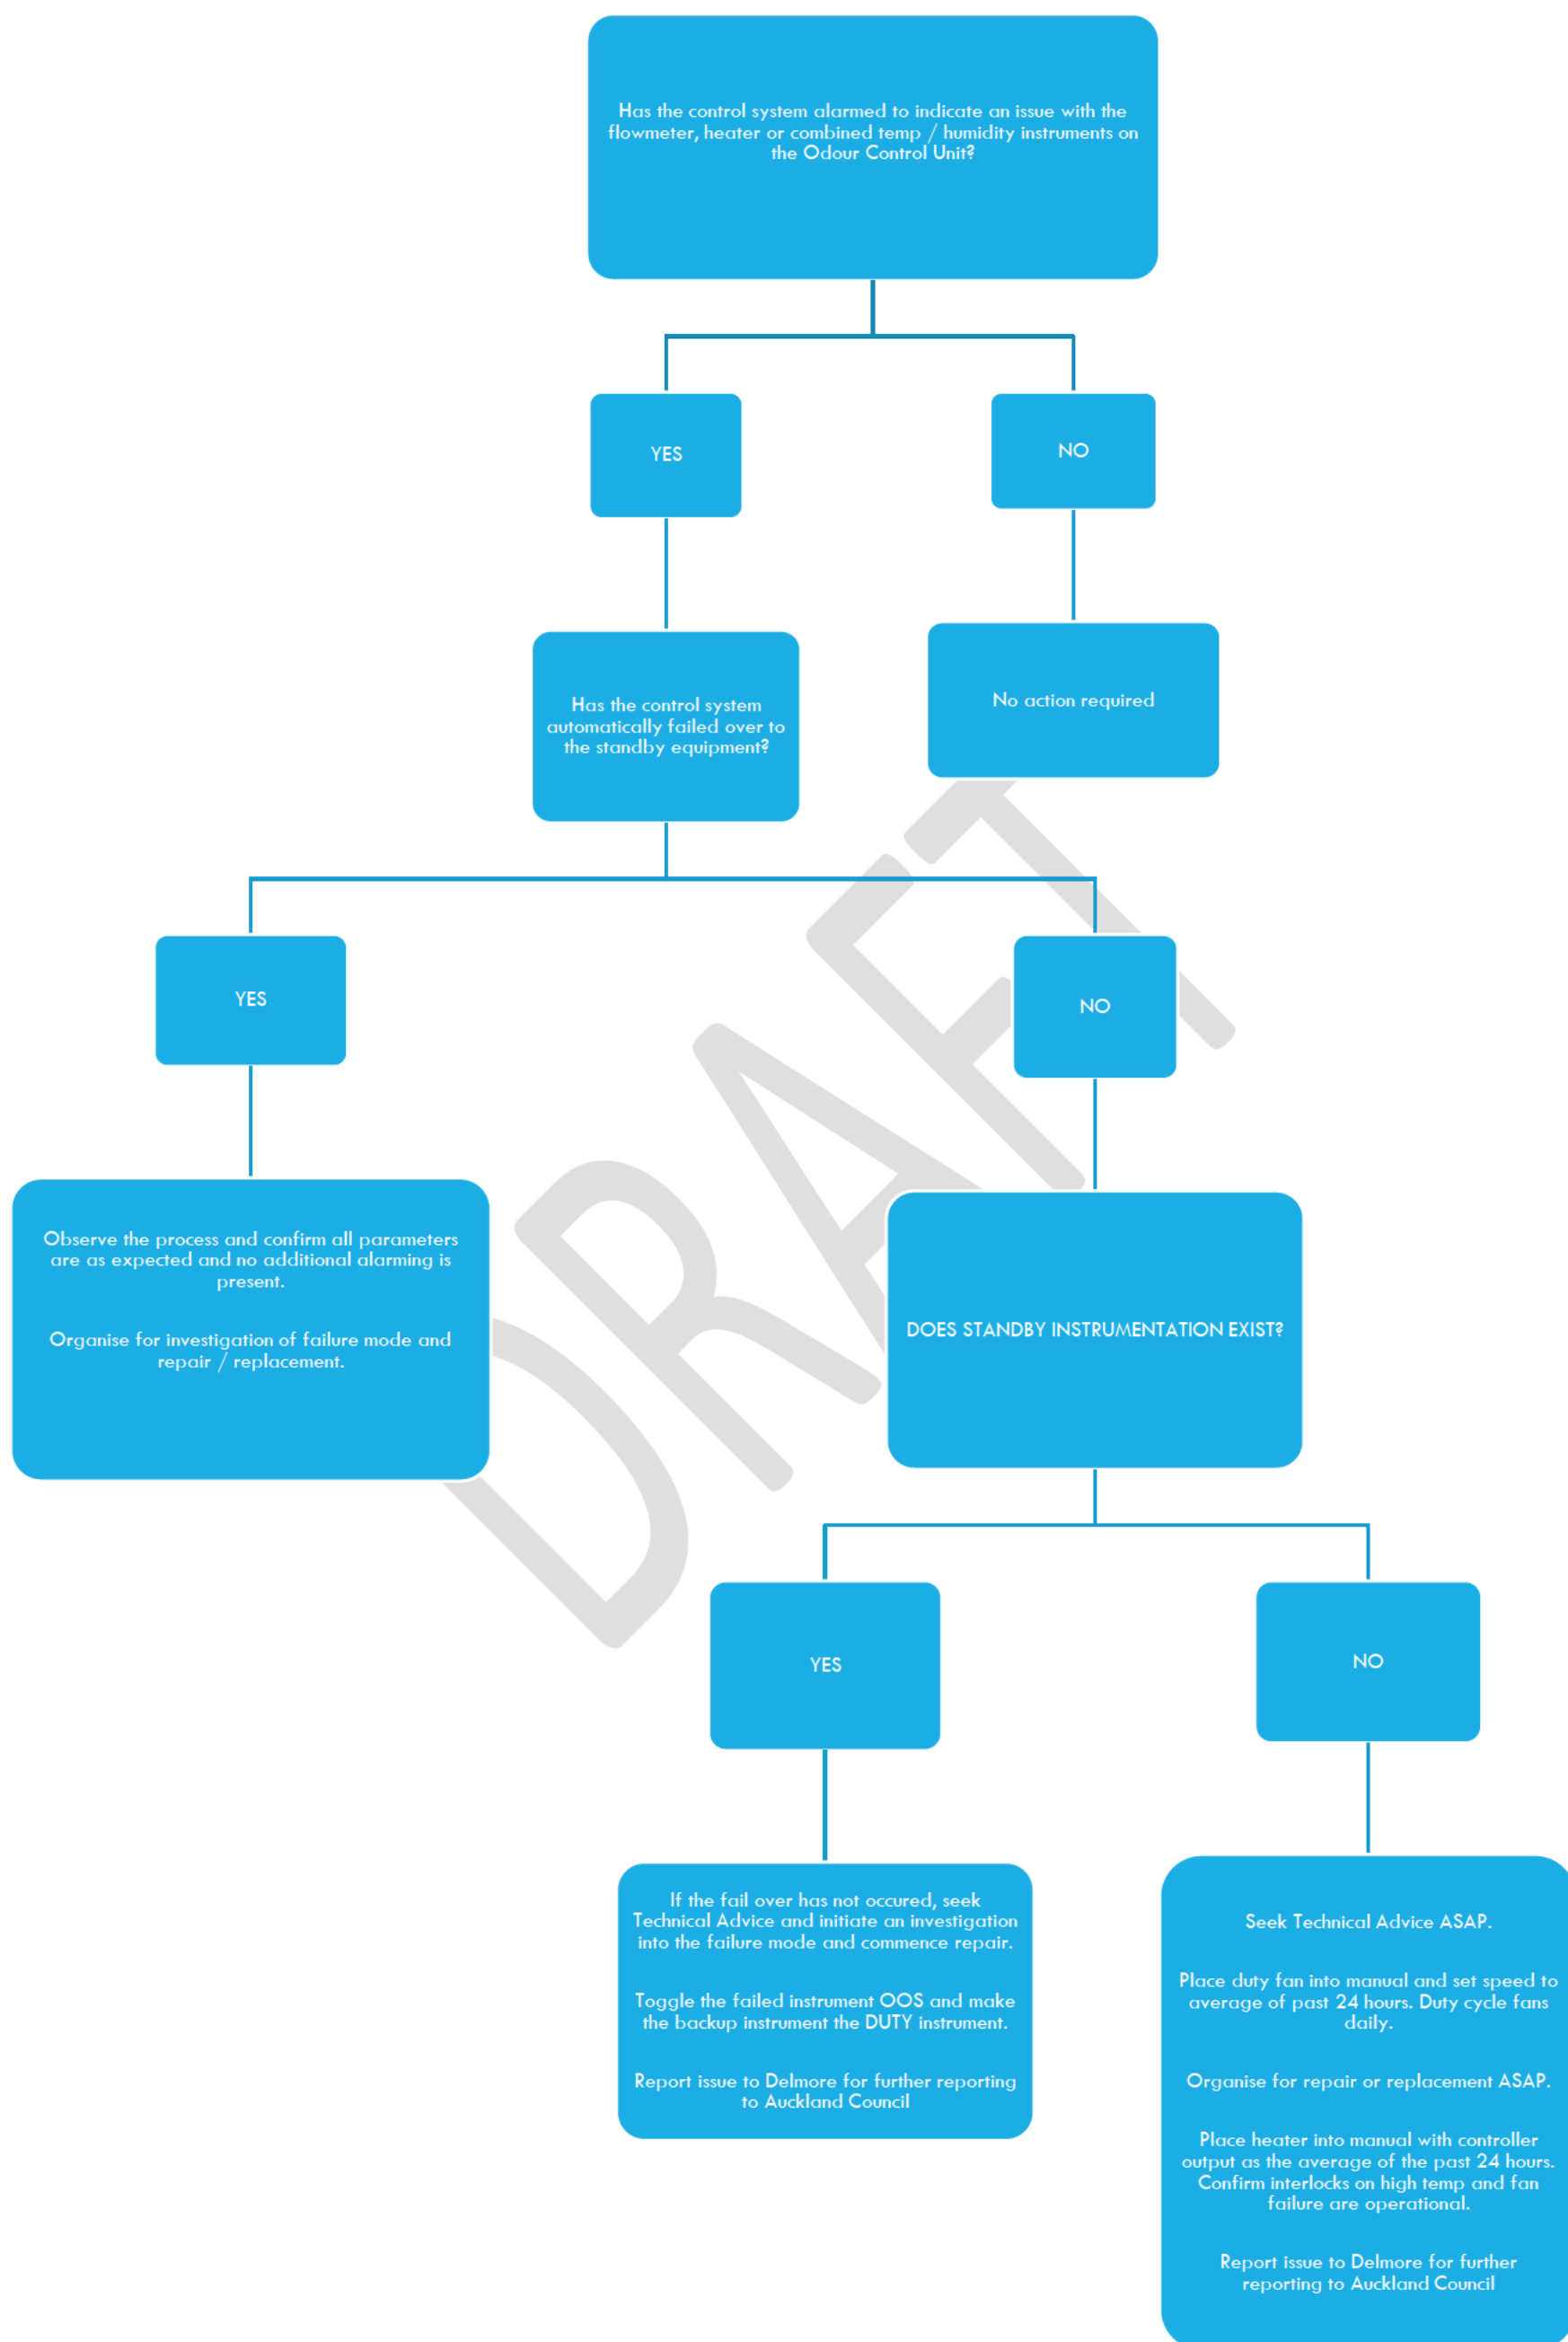 Has the control system alarmed to indicate an issue with the
flowmeter, heater or combined temp / humidity instruments on
the Odour Control Unit?
YES
NO
Has the control system
automatically failed over to
the standby equipment?
No action required
YES
NO
Observe the process and confirm all parameters
are as expected and no additional alarming is
present.
Organise for investigation of failure mode and
repair / replacement.
DOES STANDBY INSTRUMENTATION EXIST?
YES
NO
If the fail over has not occured, seek
Technical Advice and initiate an investigation
into the failure mode and commence repair.
Toggle the failed instrument OOS and make
the backup instrument the DUTY instrument.
Report issue to Delmore for further reporting
to Auckland Council
Seek Technical Advice ASAP.
Place duty fan into manual and set speed to
average of past 24 hours. Duty cycle fans
daily.
Organise for repair or replacement ASAP.
Place heater into manual with controller
output as the average of the past 24 hours.
Confirm interlocks on high temp and fan
failure are operational.
Report issue to Delmore for further
reporting to Auckland Council
DRAFT